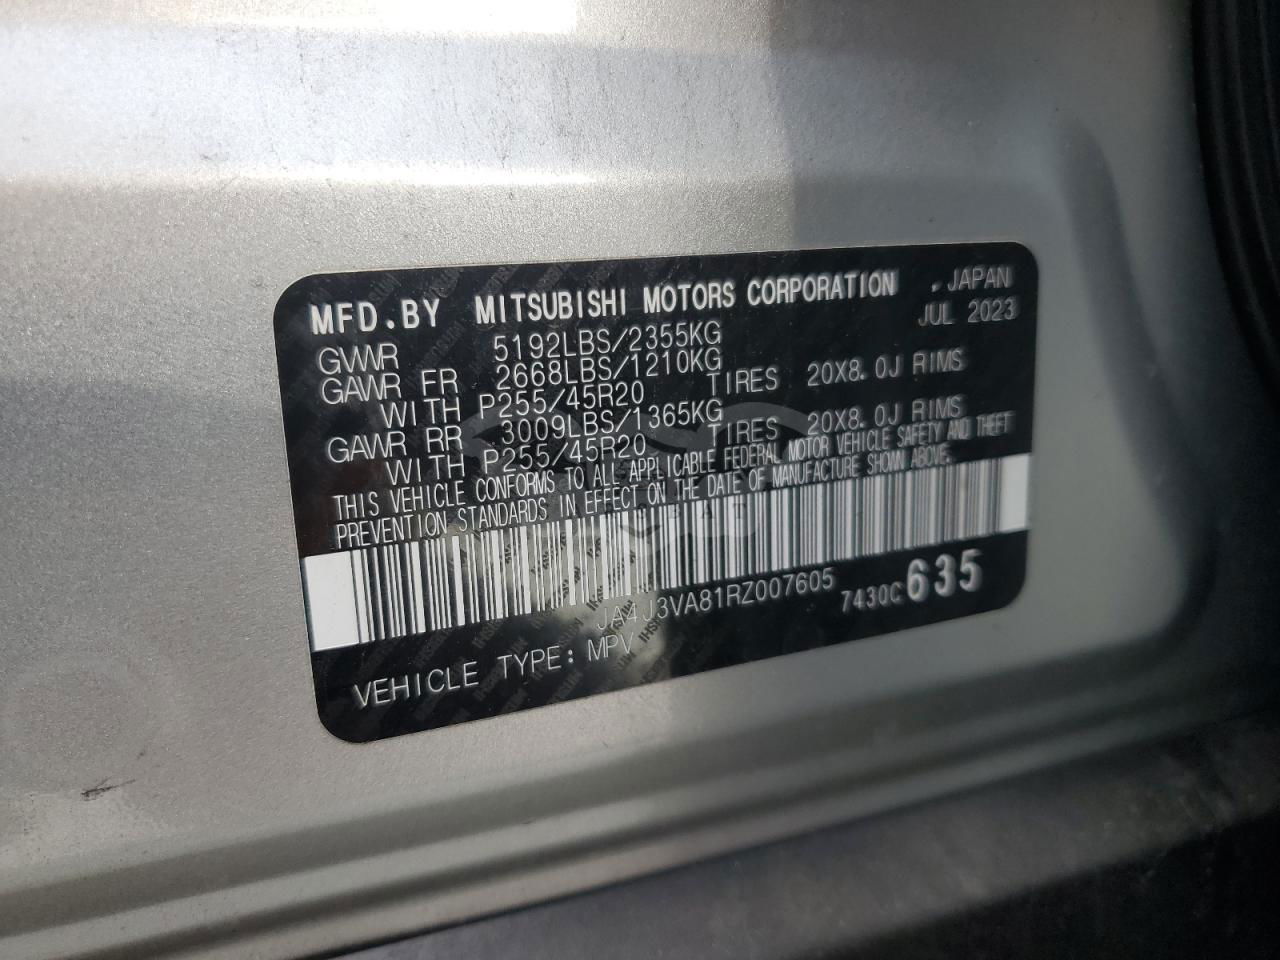 MFD.BY MITSUBISHI MOTORS CORPORATION , JAPAN
JUL 2023
GVWR 5192LBS/2355KG
GAWR FR 2668LBS/1210KG
WITH P255/45R20 TIRES 20X8.0J RIMS
GAWR RR 3009LBS/1365KG
WITH P255/45R20 TIRES 20X8.0J RIMS
THIS VEHICLE CONFORMS TO ALL APPLICABLE FEDERAL MOTOR VEHICLE SAFETY AND THEFT
PREVENTION STANDARDS IN EFFECT ON THE DATE OF MANUFACTURE SHOWN ABOVE.
JA4J3VA81RZ007605 7430C635
VEHICLE TYPE: MPV